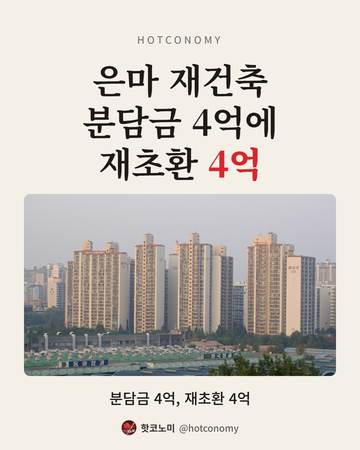 HOTCONOMY
은마 재건축
분담금 4억에
재초환 4억
분담금 4억, 재초환 4억
핫코노미 @hotconomy